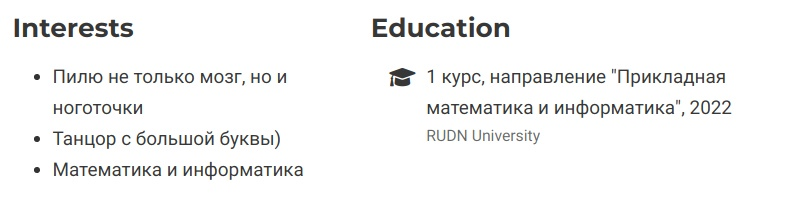 Interests
Пилю не только мозг, но и
ноготочки
Танцор с большой буквы)
Математика и информатика
Education
1 курс, направление "Прикладная
математика и информатика", 2022
RUDN University